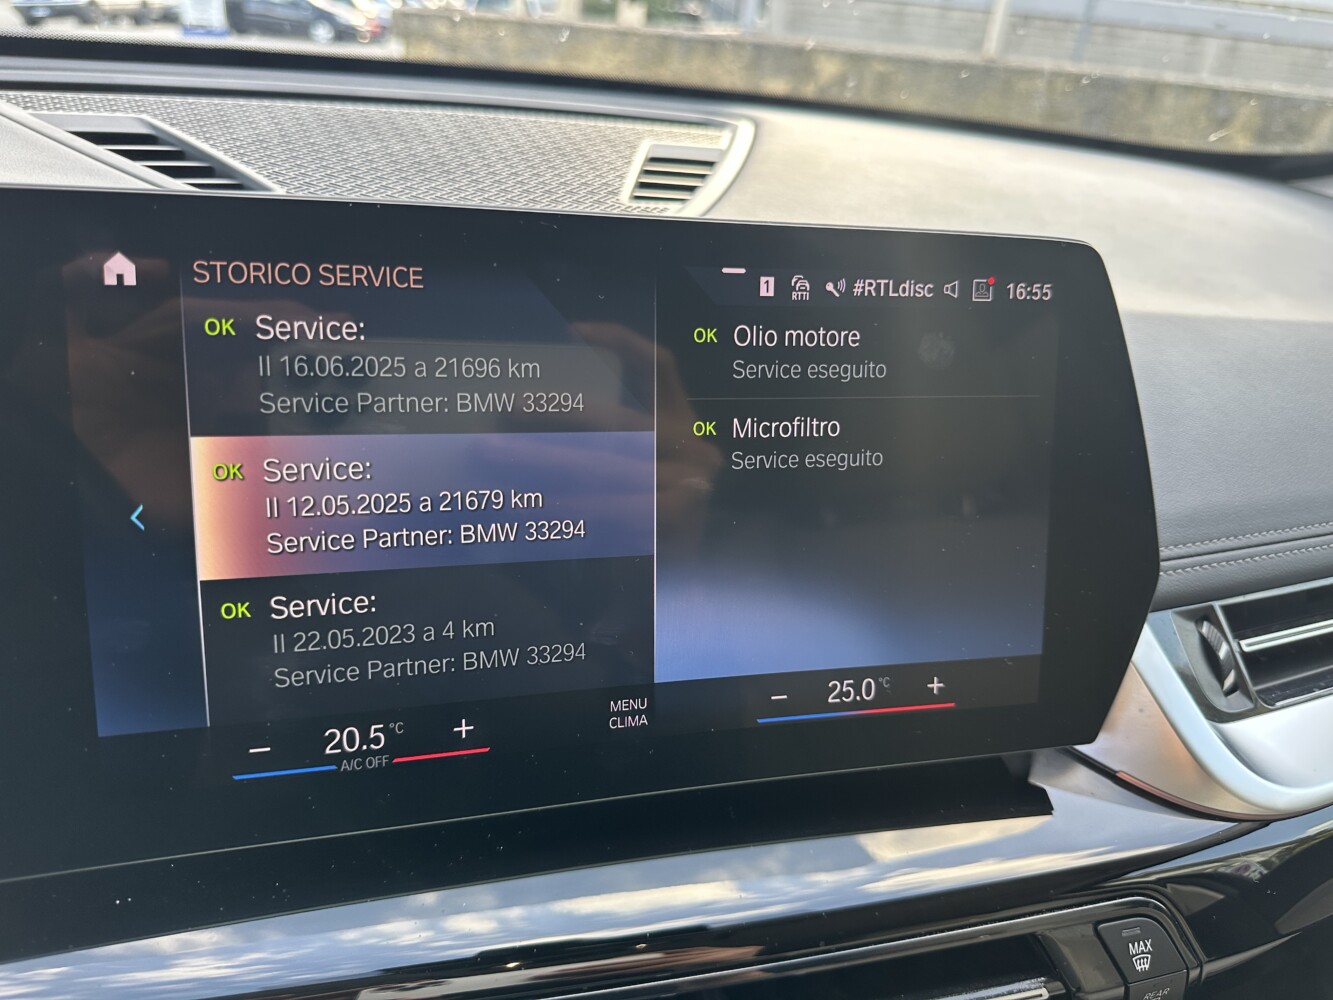 STORICO SERVICE
1 RTTI #RTLdisc 16:55
OK Service:
Il 16.06.2025 a 21696 km
Service Partner: BMW 33294
OK Service:
Il 12.05.2025 a 21679 km
Service Partner: BMW 33294
OK Service:
Il 22.05.2023 a 4 km
Service Partner: BMW 33294
OK Olio motore
Service eseguito
OK Microfiltro
Service eseguito
− 20.5 °C +
A/C OFF
MENU
CLIMA
− 25.0 °C +
MAX
REAR